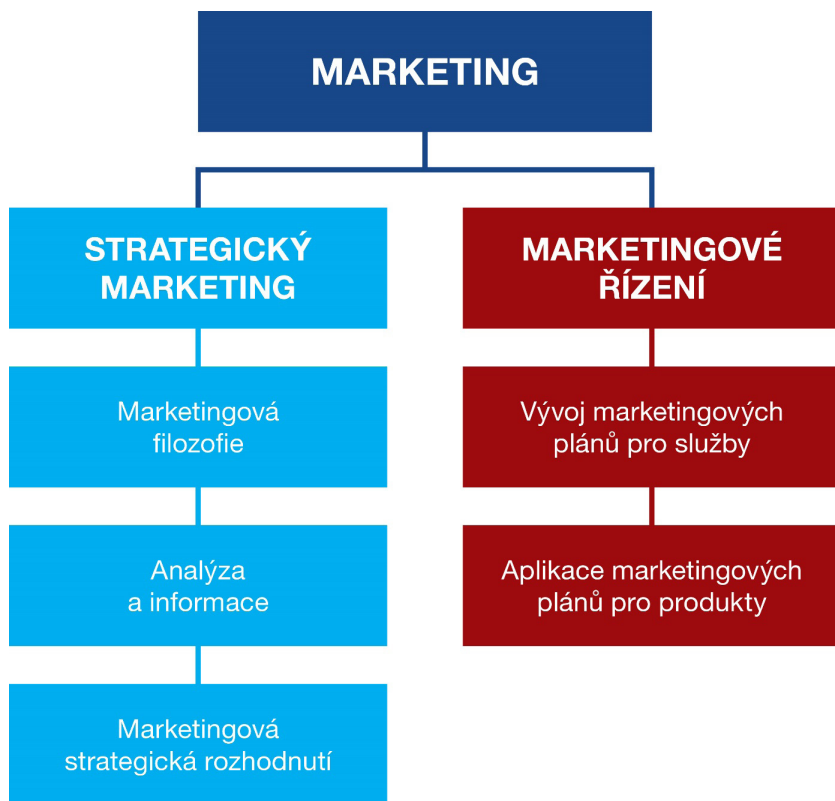 MARKETING
STRATEGICKÝ
MARKETING
Marketingová
filozofie
Analýza
a informace
Marketingová
strategická rozhodnutí
MARKETINGOVÉ
ŘÍZENÍ
Vývoj marketingových
plánů pro služby
Aplikace marketingových
plánů pro produkty